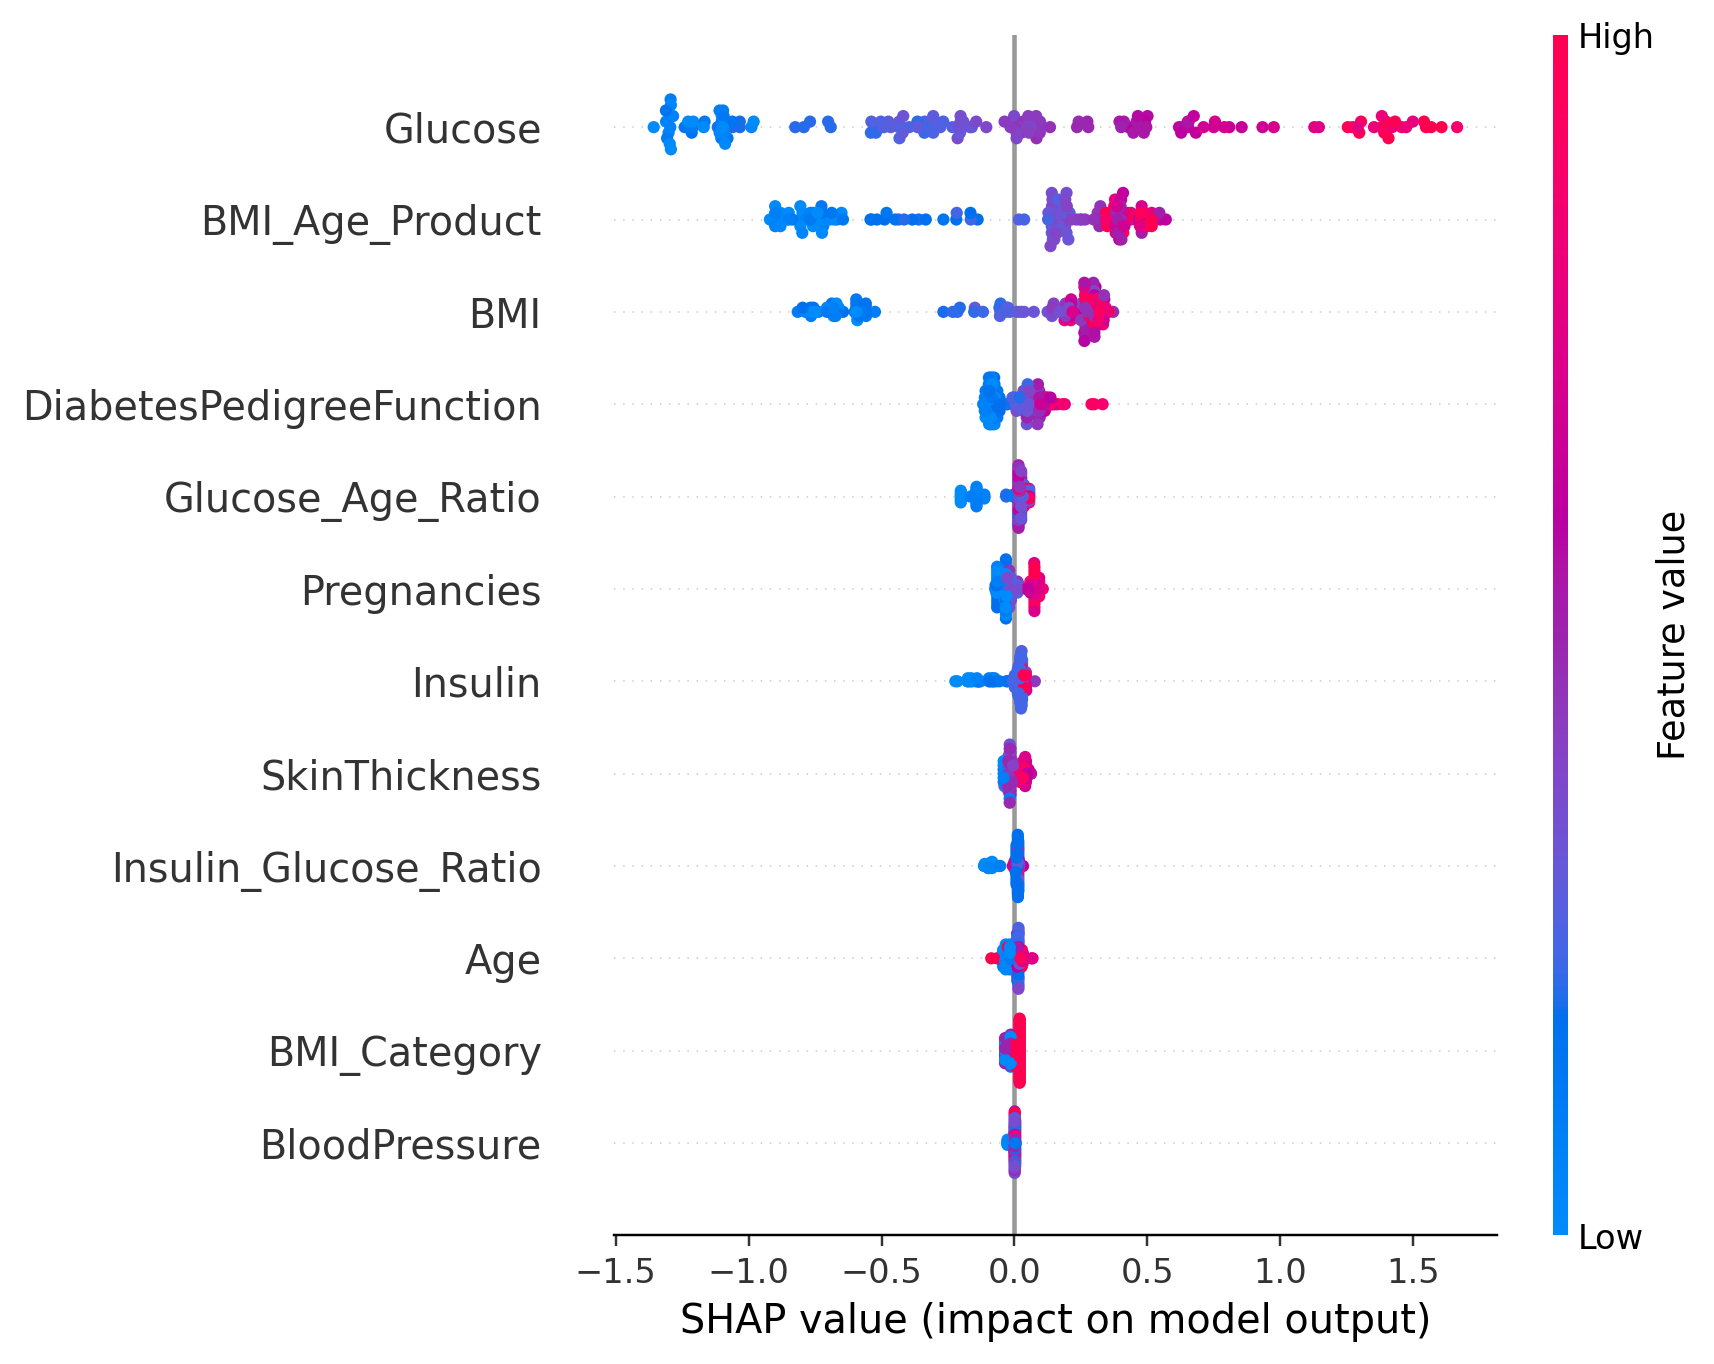 High
Glucose
BMI_Age_Product
BMI
DiabetesPedigreeFunction
Glucose_Age_Ratio
Pregnancies
Insulin
SkinThickness
Insulin_Glucose_Ratio
Age
BMI_Category
BloodPressure
Feature value
Low
−1.5 −1.0 −0.5 0.0 0.5 1.0 1.5
SHAP value (impact on model output)